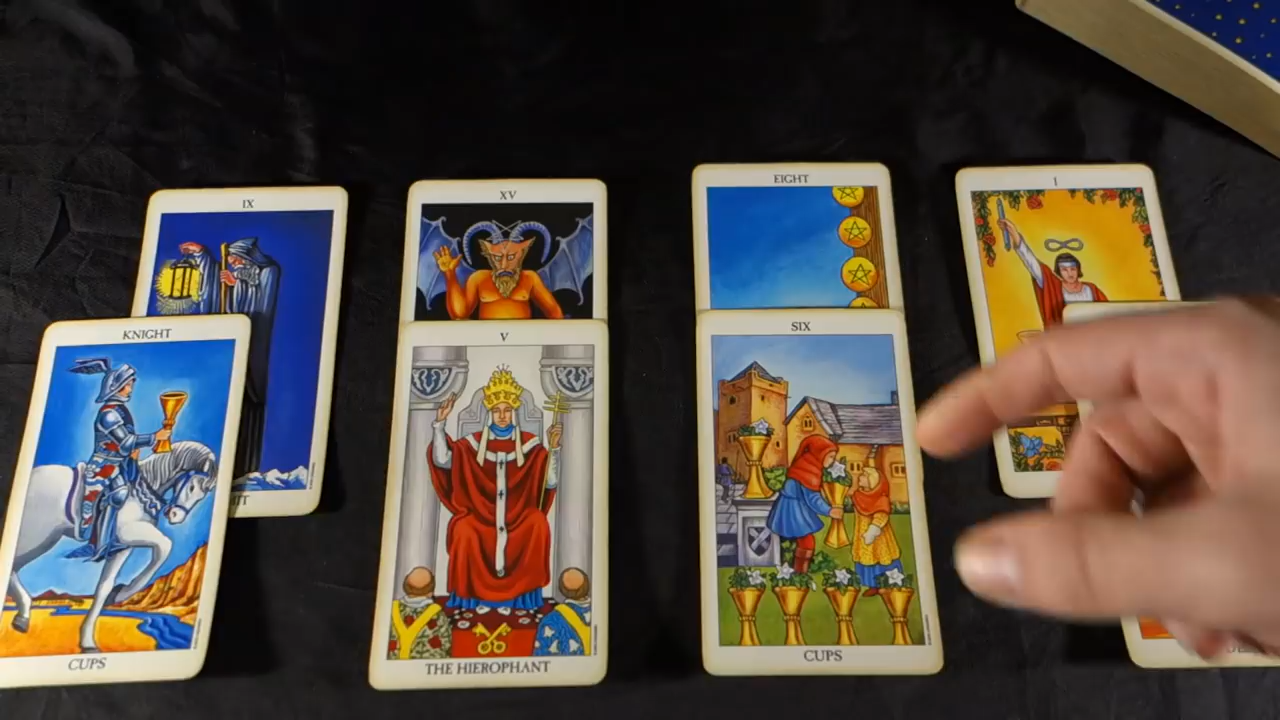 IX
XV
EIGHT
I
KNIGHT
V
SIX
CUPS
THE HIEROPHANT
CUPS